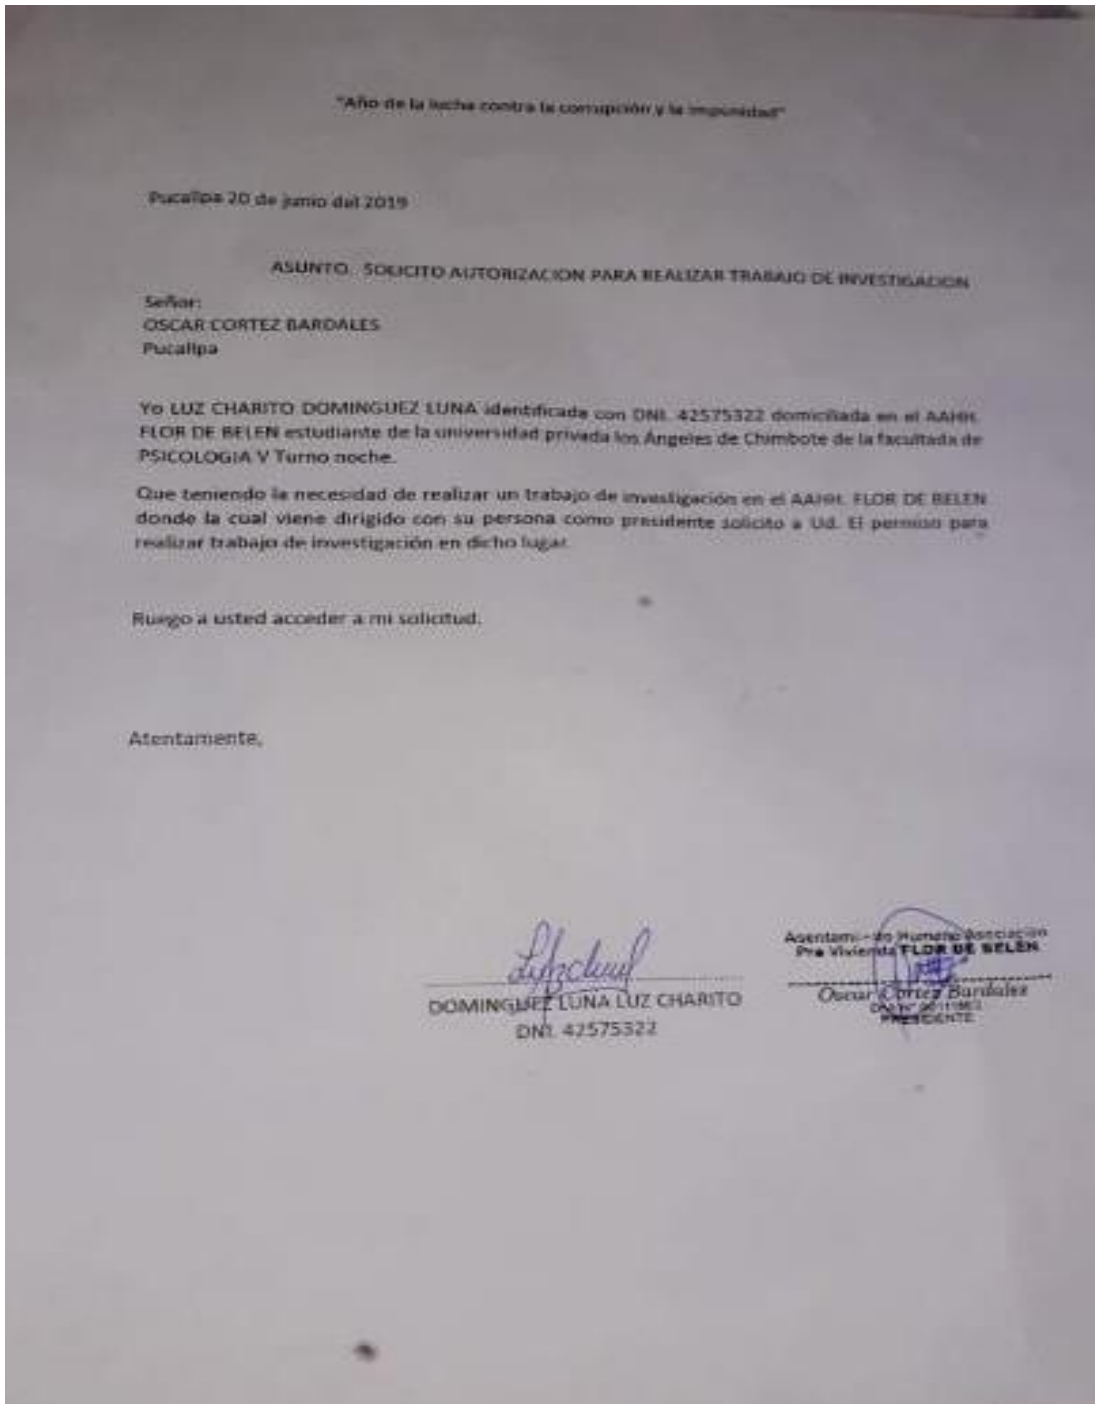 "Año de la lucha contra la corrupción y la impunidad"
Pucallpa 20 de junio del 2019
ASUNTO. SOLICITO AUTORIZACION PARA REALIZAR TRABAJO DE INVESTIGACION
Señor:
OSCAR CORTEZ BARDALES
Pucallpa
Yo LUZ CHARITO DOMINGUEZ LUNA identificada con DNI. 42575322 domiciliada en el AAHH.
FLOR DE BELEN estudiante de la universidad privada los Ángeles de Chimbote de la facultada de
PSICOLOGIA V Turno noche.
Que teniendo la necesidad de realizar un trabajo de investigación en el AAHH. FLOR DE BELEN
donde la cual viene dirigido con su persona como presidente solicito a Ud. El permiso para
realizar trabajo de investigación en dicho lugar.
Ruego a usted acceder a mi solicitud.
Atentamente,
DOMINGUEZ LUNA LUZ CHARITO
DNI. 42575322
Humano Asociación
Pro Vivienda FLOR DE BELÉN
Oscar Cortez Bardales
PRESIDENTE